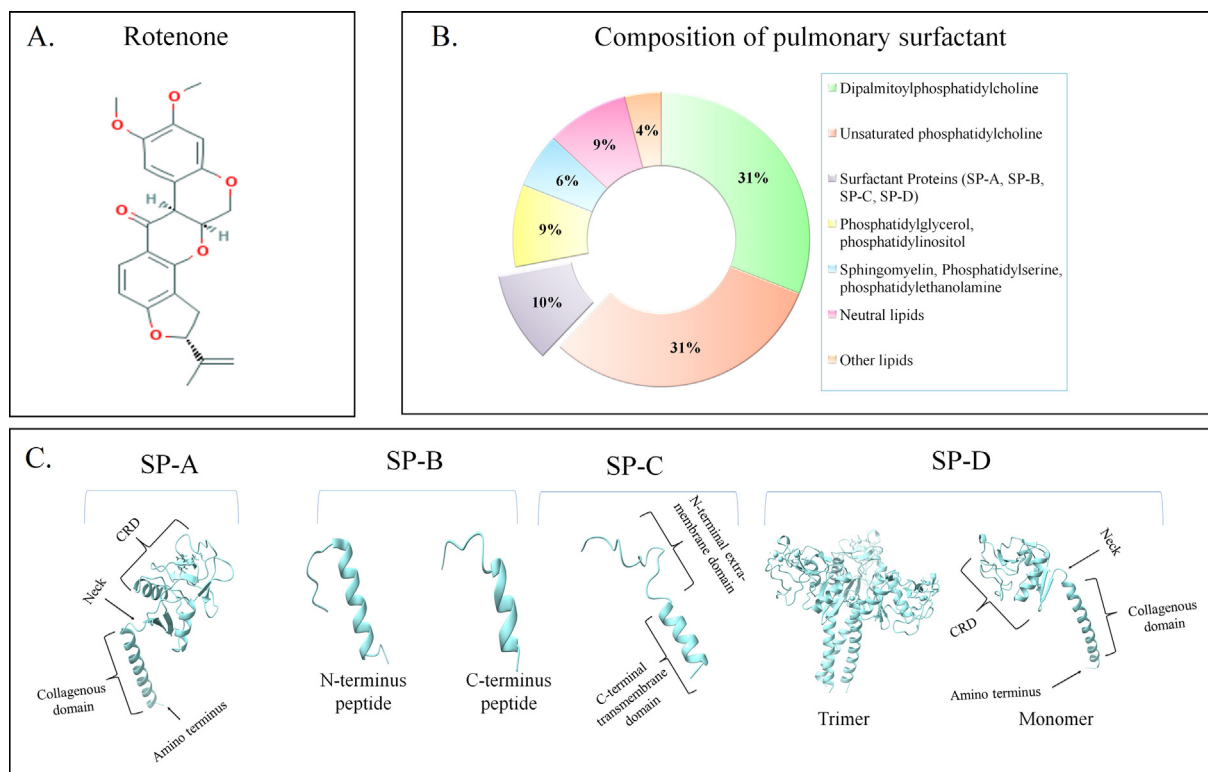 A.
Rotenone
O
O
O
H
O
H
O
O
B.
Composition of pulmonary surfactant
4%
9%
6%
31%
9%
10%
31%
Dipalmitoylphosphatidylcholine
Unsaturated phosphatidylcholine
Surfactant Proteins (SP-A, SP-B,
SP-C, SP-D)
Phosphatidylglycerol,
phosphatidylinositol
Sphingomyelin, Phosphatidylserine,
phosphatidylethanolamine
Neutral lipids
Other lipids
C.
SP-A
CRD
Neck
Collagenous
domain
Amino terminus
SP-B
N-terminus
peptide
C-terminus
peptide
SP-C
N-terminal extra-
membrane domain
C-terminal
transmembrane
domain
SP-D
Trimer
Neck
CRD
Collagenous
domain
Amino terminus
Monomer